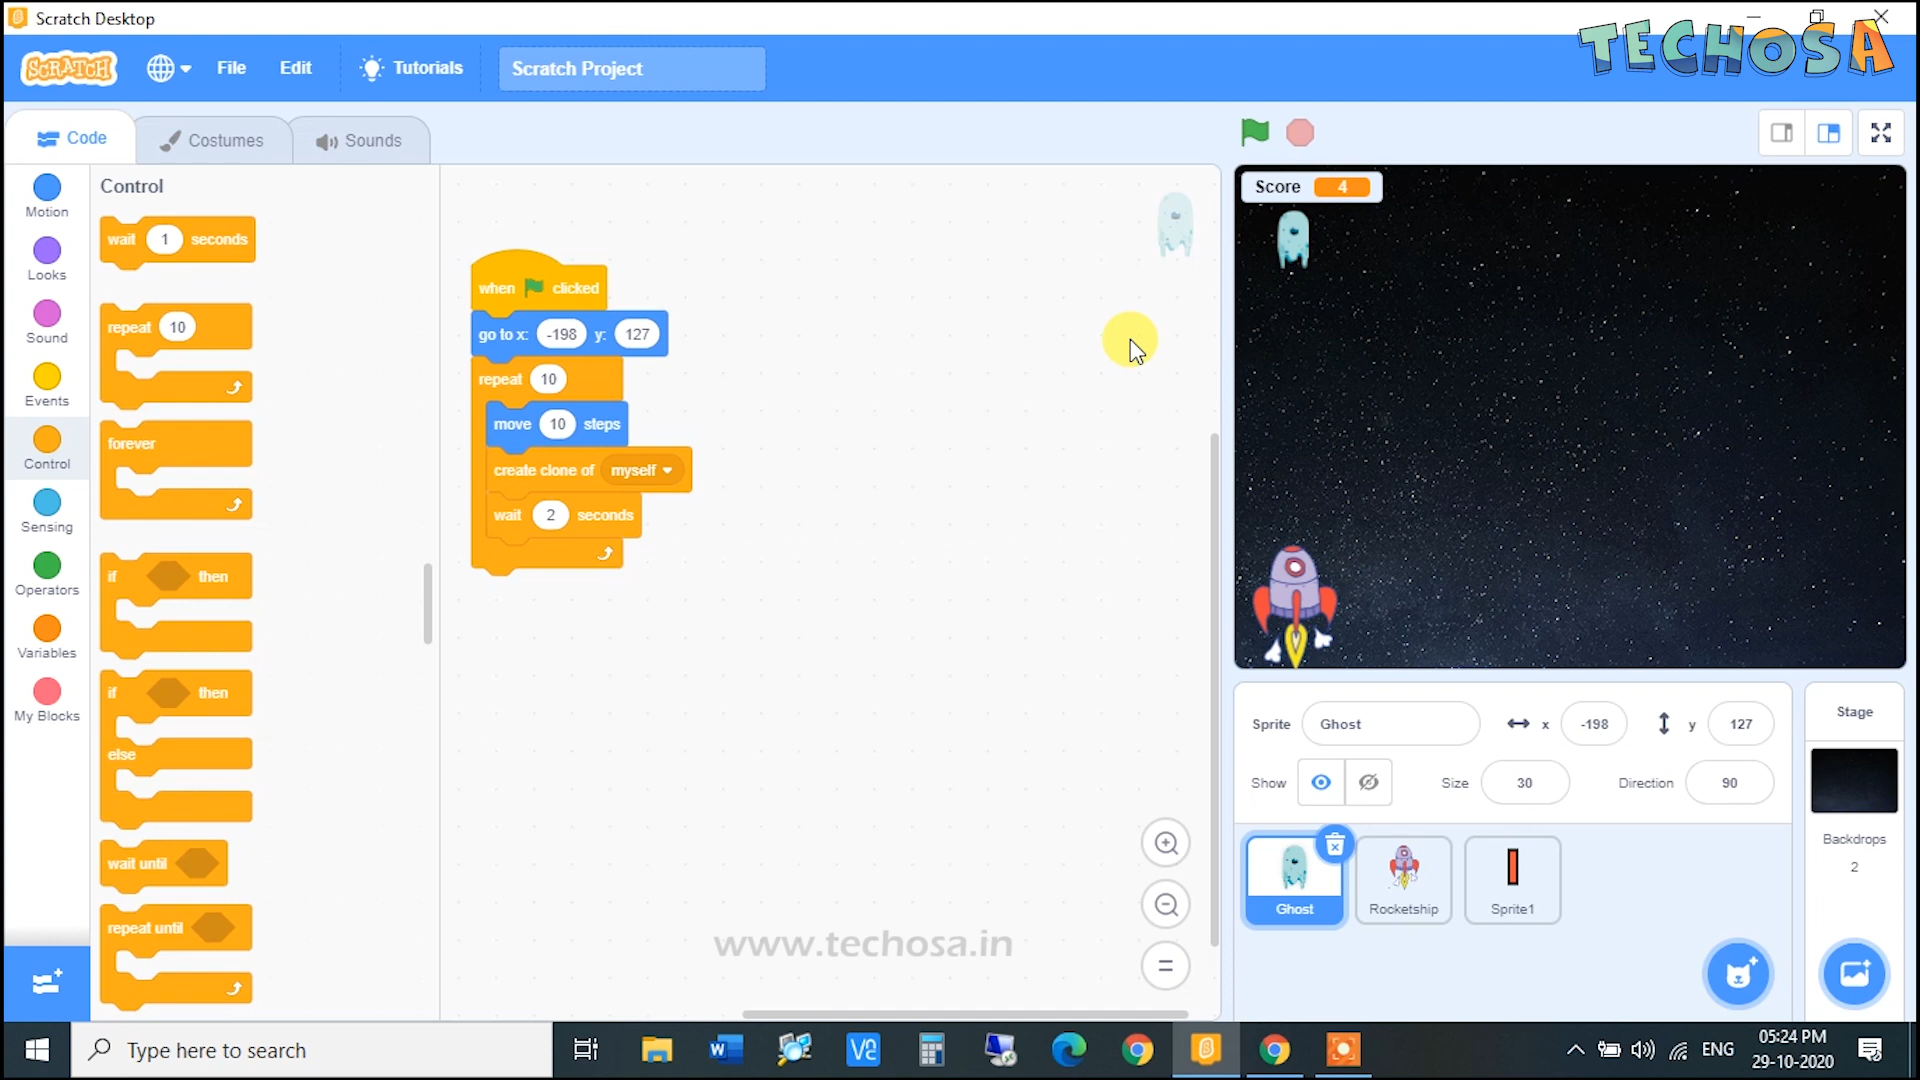 Scratch Desktop
TECHOSA
SCRATCH
File
Edit
Tutorials
Scratch Project
Code
Costumes
Sounds
Motion
Looks
Sound
Events
Control
Sensing
Operators
Variables
My Blocks
Control
wait 1 seconds
repeat 10
forever
if then
if then
else
wait until
repeat until
when clicked
go to x: -198 y: 127
repeat 10
move 10 steps
create clone of myself
wait 2 seconds
www.techosa.in
Score 4
Sprite Ghost x -198 y 127
Show Size 30 Direction 90
Ghost
Rocketship
Sprite1
Stage
Backdrops
2
Type here to search
ENG
05:24 PM
29-10-2020